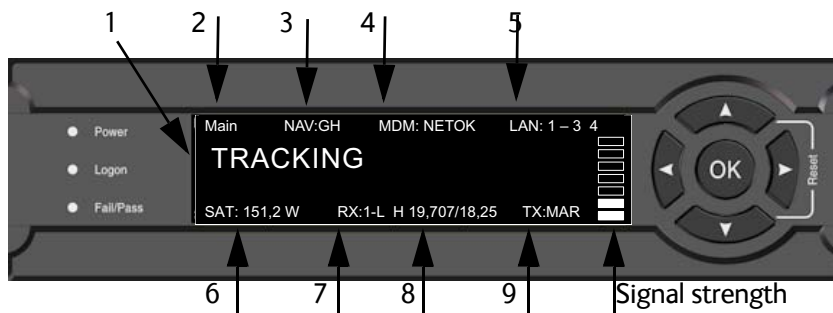 1 2 3 4 5
Main NAV:GH MDM: NETOK LAN: 1 – 3 4
Power
TRACKING
Logon
OK
Reset
Fail/Pass
SAT: 151,2 W RX:1-L H 19,707/18,25 TX:MAR
6 7 8 9 Signal strength